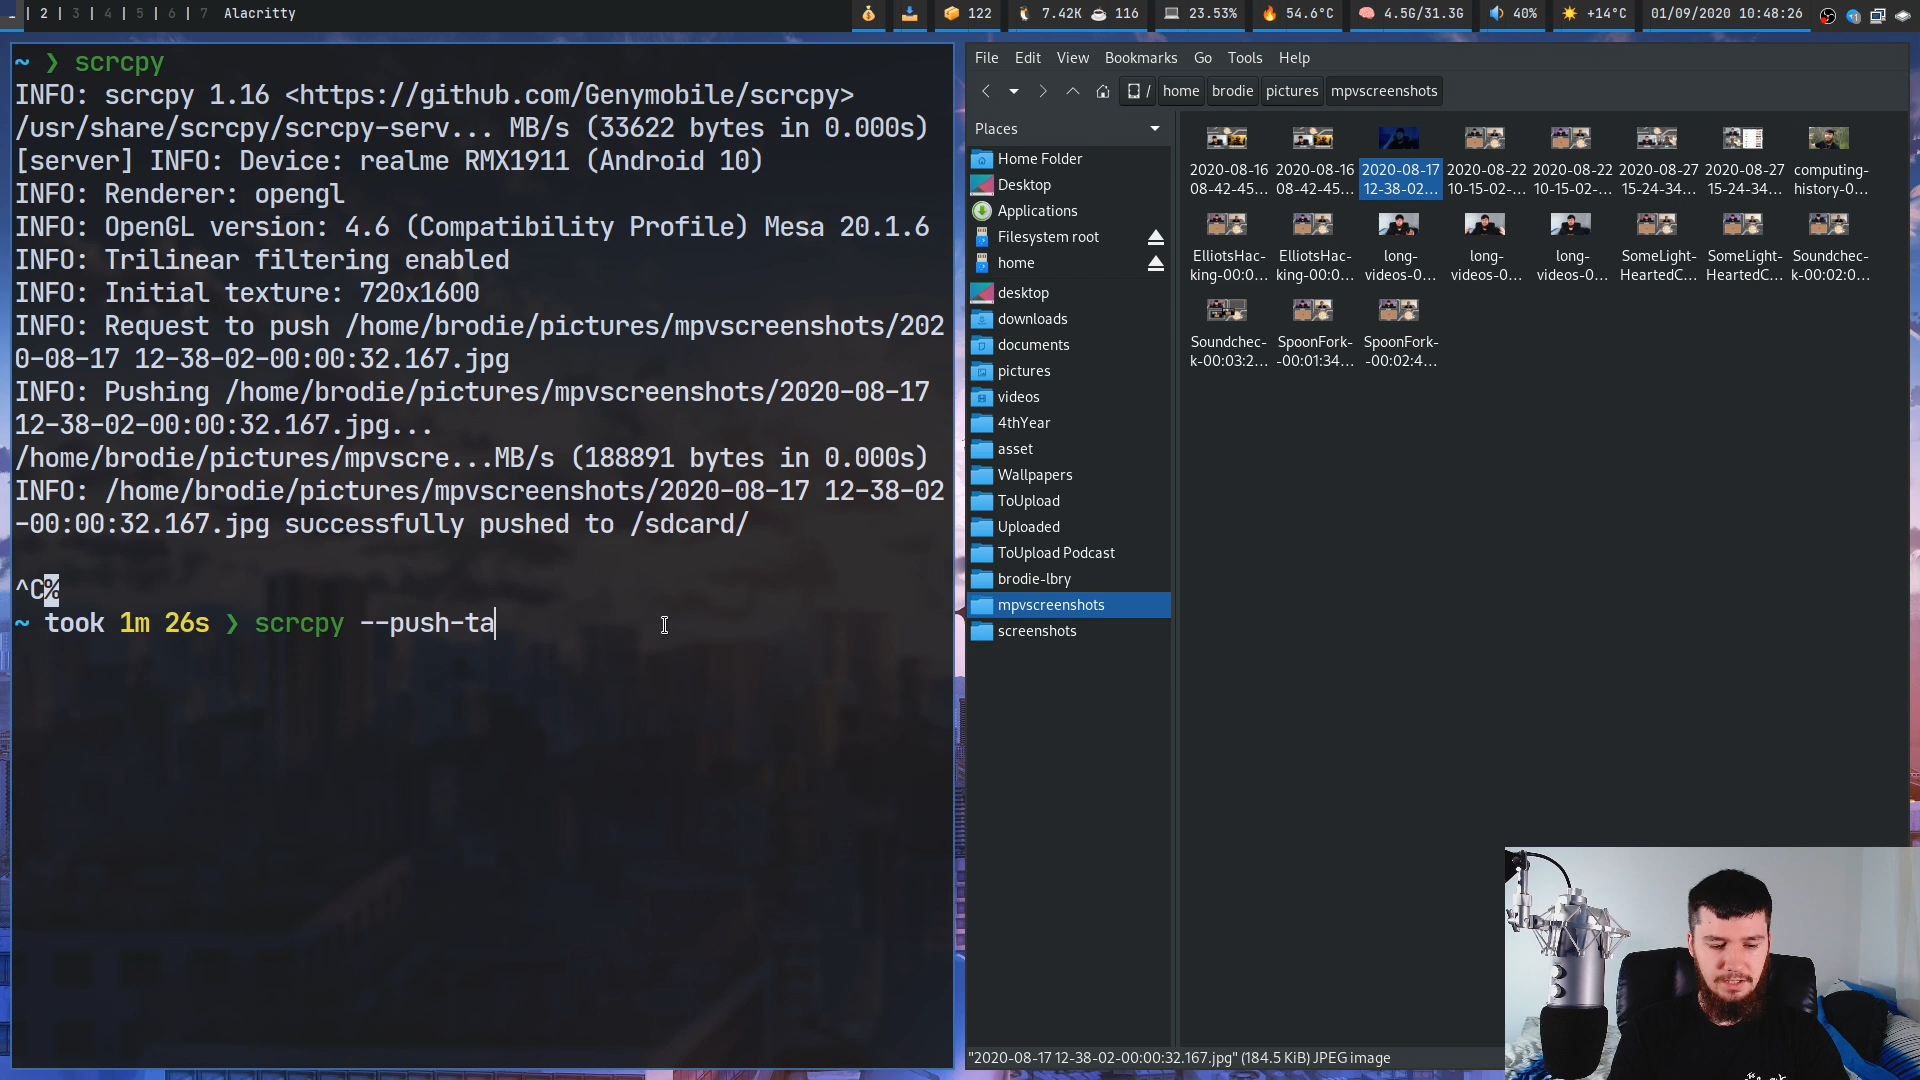 1 | 2 | 3 | 4 | 5 | 6 | 7 Alacritty
122 7.42K 116 23.53% 54.6°C 4.5G/31.3G 40% +14°C 01/09/2020 10:48:26
~ ❯ scrcpy
INFO: scrcpy 1.16 <https://github.com/Genymobile/scrcpy>
/usr/share/scrcpy/scrcpy-serv... MB/s (33622 bytes in 0.000s)
[server] INFO: Device: realme RMX1911 (Android 10)
INFO: Renderer: opengl
INFO: OpenGL version: 4.6 (Compatibility Profile) Mesa 20.1.6
INFO: Trilinear filtering enabled
INFO: Initial texture: 720x1600
INFO: Request to push /home/brodie/pictures/mpvscreenshots/202
0-08-17 12-38-02-00:00:32.167.jpg
INFO: Pushing /home/brodie/pictures/mpvscreenshots/2020-08-17
12-38-02-00:00:32.167.jpg...
/home/brodie/pictures/mpvscre...MB/s (188891 bytes in 0.000s)
INFO: /home/brodie/pictures/mpvscreenshots/2020-08-17 12-38-02
-00:00:32.167.jpg successfully pushed to /sdcard/
^C%
~ took 1m 26s ❯ scrcpy --push-ta
File Edit View Bookmarks Go Tools Help
/ home brodie pictures mpvscreenshots
Places
Home Folder
Desktop
Applications
Filesystem root
home
desktop
downloads
documents
pictures
videos
4thYear
asset
Wallpapers
ToUpload
Uploaded
ToUpload Podcast
brodie-lbry
mpvscreenshots
screenshots
2020-08-16 2020-08-16 2020-08-17 2020-08-22 2020-08-22 2020-08-27 2020-08-27 computing-
08-42-45... 08-42-45... 12-38-02... 10-15-02-... 10-15-02-... 15-24-34... 15-24-34... history-0...
ElliotsHac- ElliotsHac- long- long- long- SomeLight- SomeLight- Soundchec-
king-00:0... king-00:0... videos-0... videos-0... videos-0... HeartedC... HeartedC... k-00:02:0...
Soundchec- SpoonFork- SpoonFork-
k-00:03:2... -00:01:34... -00:02:4...
"2020-08-17 12-38-02-00:00:32.167.jpg" (184.5 KiB) JPEG image